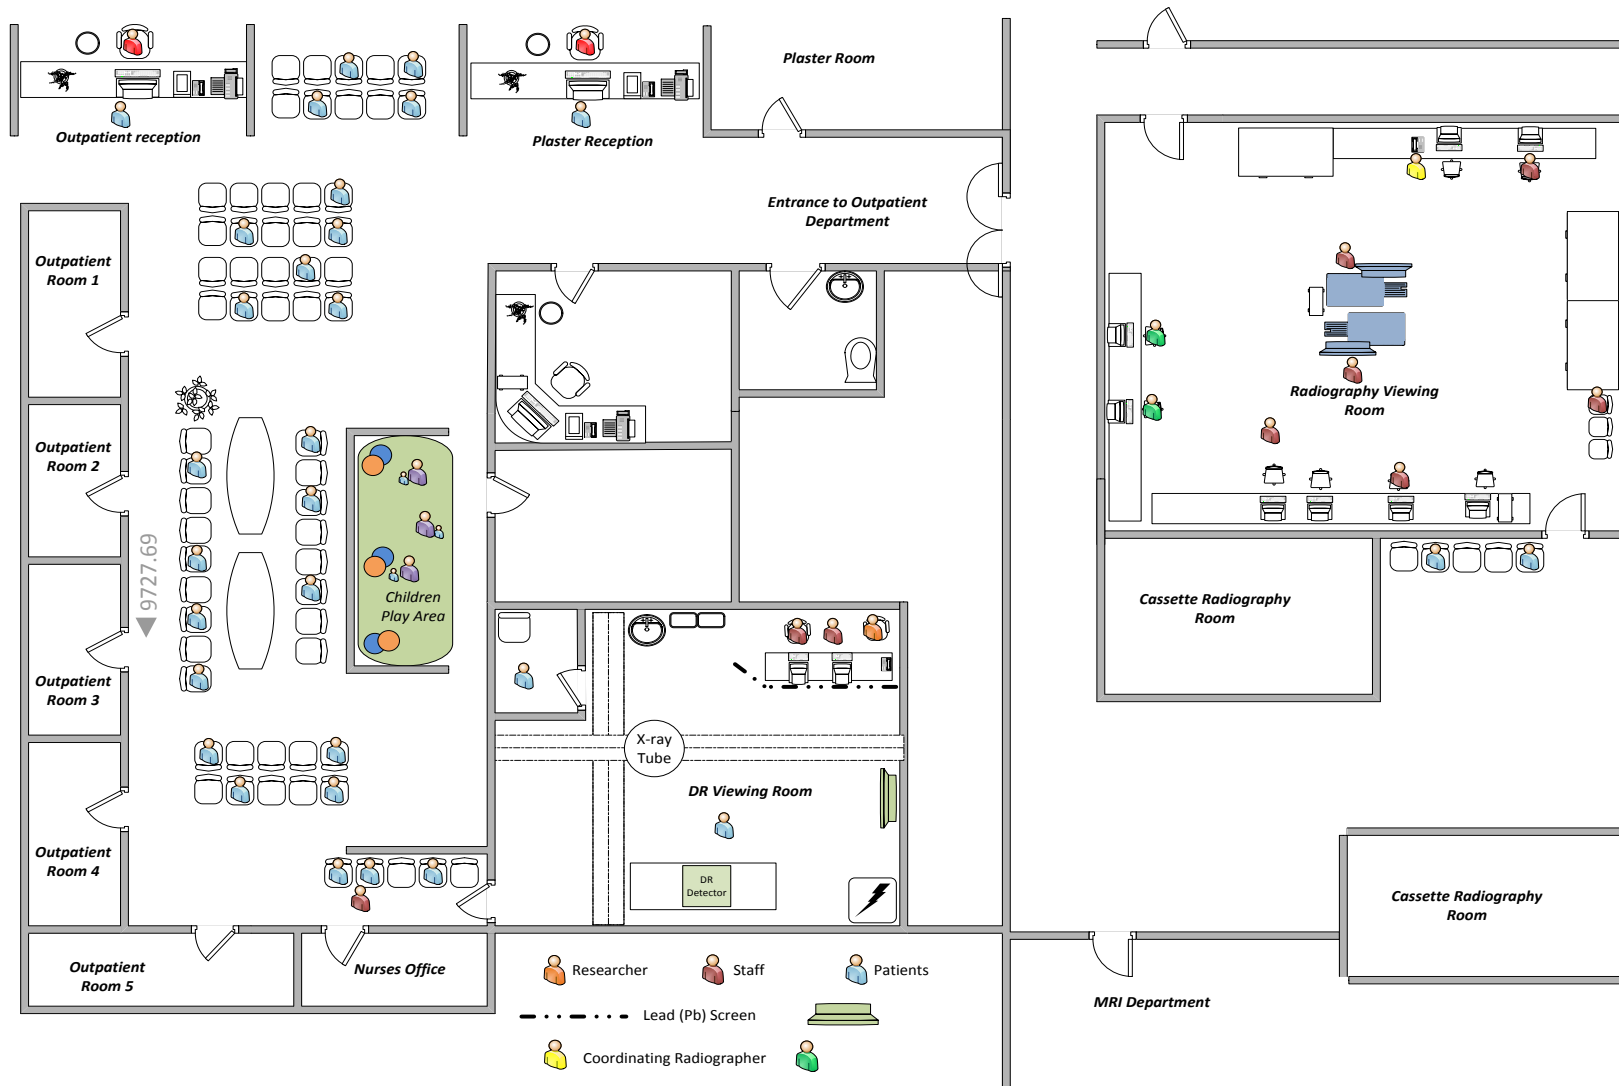 Outpatient reception
Plaster Reception
Plaster Room
Entrance to Outpatient
Department
Outpatient
Room 1
Outpatient
Room 2
9727.69
Outpatient
Room 3
Outpatient
Room 4
Outpatient
Room 5
Nurses Office
Children
Play Area
X-ray
Tube
DR Viewing Room
DR
Detector
Radiography Viewing
Room
Cassette Radiography
Room
Cassette Radiography
Room
MRI Department
Researcher
Staff
Patients
Lead (Pb) Screen
Coordinating Radiographer